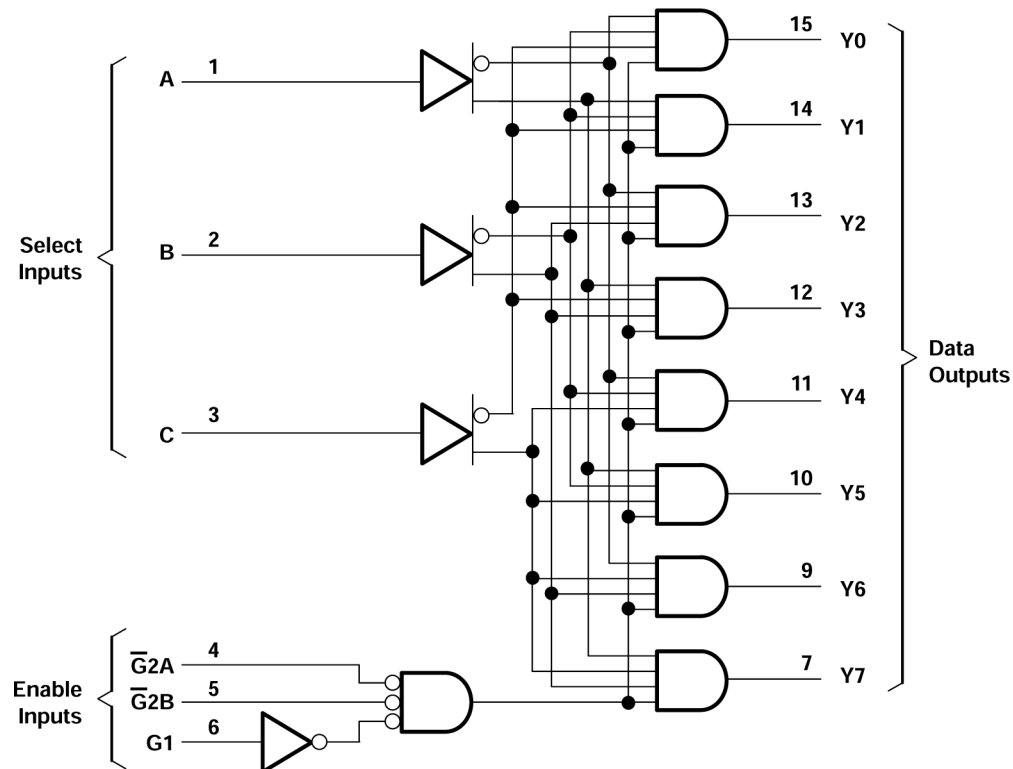 Select
Inputs
A 1
B 2
C 3
Enable
Inputs
G̅2A 4
G̅2B 5
G1 6
15 Y0
14 Y1
13 Y2
12 Y3
11 Y4
10 Y5
9 Y6
7 Y7
Data
Outputs